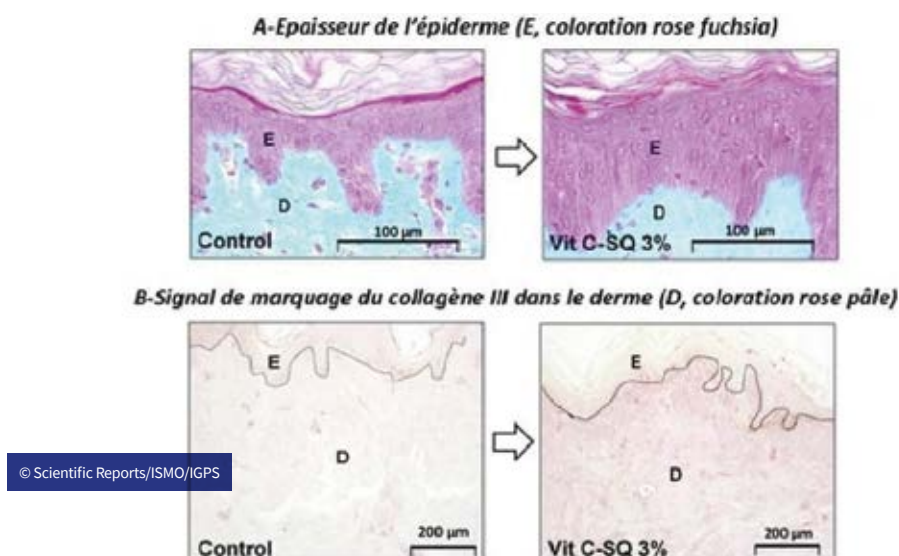 A-Epaisseur de l'épiderme (E, coloration rose fuchsia)
E
D
Control
100 µm
E
D
Vit C-SQ 3%
100 µm
B-Signal de marquage du collagène III dans le derme (D, coloration rose pâle)
E
D
Control
200 µm
E
D
Vit C-SQ 3%
200 µm
© Scientific Reports/ISMO/IGPS